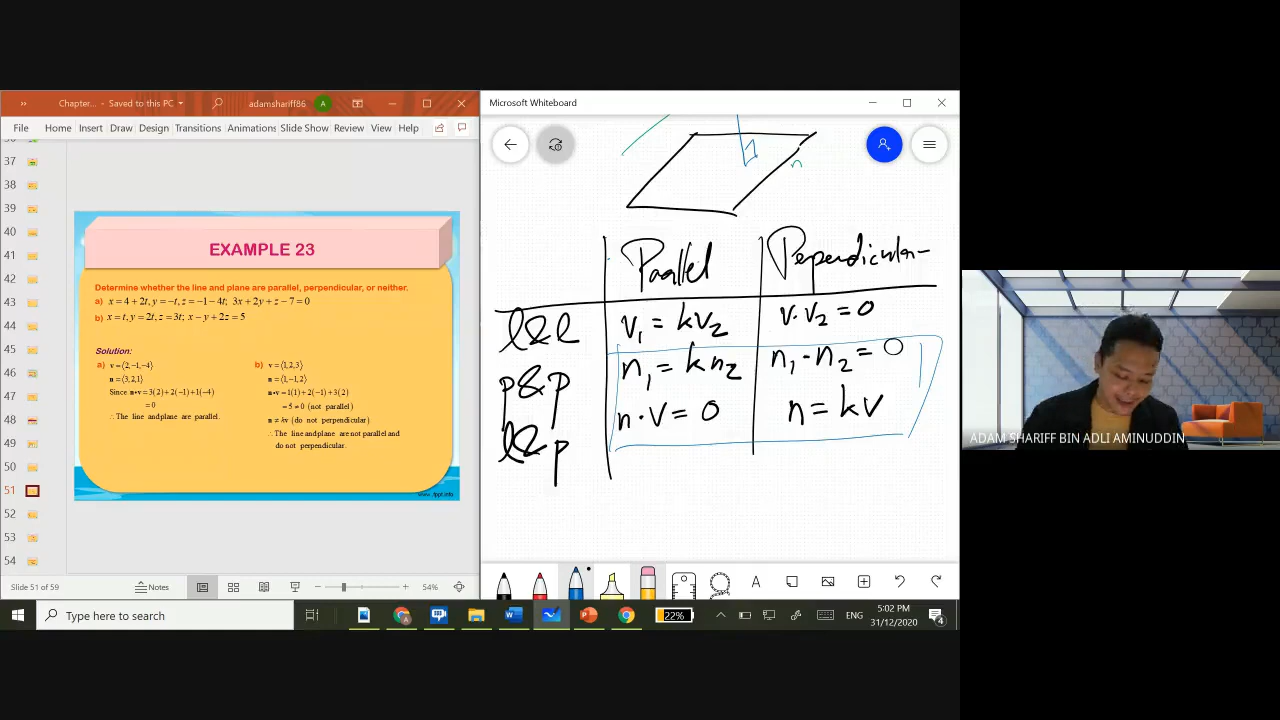 Chapter... - Saved to this PC
adamshariff86
A
File Home Insert Draw Design Transitions Animations Slide Show Review View Help
37
38
39
40
41
42
43
44
45
46
47
48
49
50
51
52
53
54
EXAMPLE 23
Determine whether the line and plane are parallel, perpendicular, or neither.
a) x = 4 + 2t, y = −t, z = −1 − 4t; 3x + 2y + z − 7 = 0
b) x = t, y = 2t, z = 3t; x − y + 2z = 5
Solution:
a) v = ⟨2, −1, −4⟩
n = ⟨3, 2, 1⟩
Since n•v = 3(2) + 2(−1) + 1(−4)
= 0
∴ The line and plane are parallel.
b) v = ⟨1, 2, 3⟩
n = ⟨1, −1, 2⟩
n•v = 1(1) + 2(−1) + 3(2)
= 5 ≠ 0 (not parallel)
n ≠ kv (do not perpendicular)
∴ The line and plane are not parallel and
do not perpendicular.
www.fppt.info
Slide 51 of 59
Notes
54%
Microsoft Whiteboard
n
Parallel Perpendicular
l&l v₁ = kv₂ v·v₂ = 0
p&p n₁ = kn₂ n₁·n₂ = 0
l&p n·v = 0 n = kv
ADAM SHARIFF BIN ADLI AMINUDDIN
Type here to search
22%
ENG
5:02 PM
31/12/2020
4